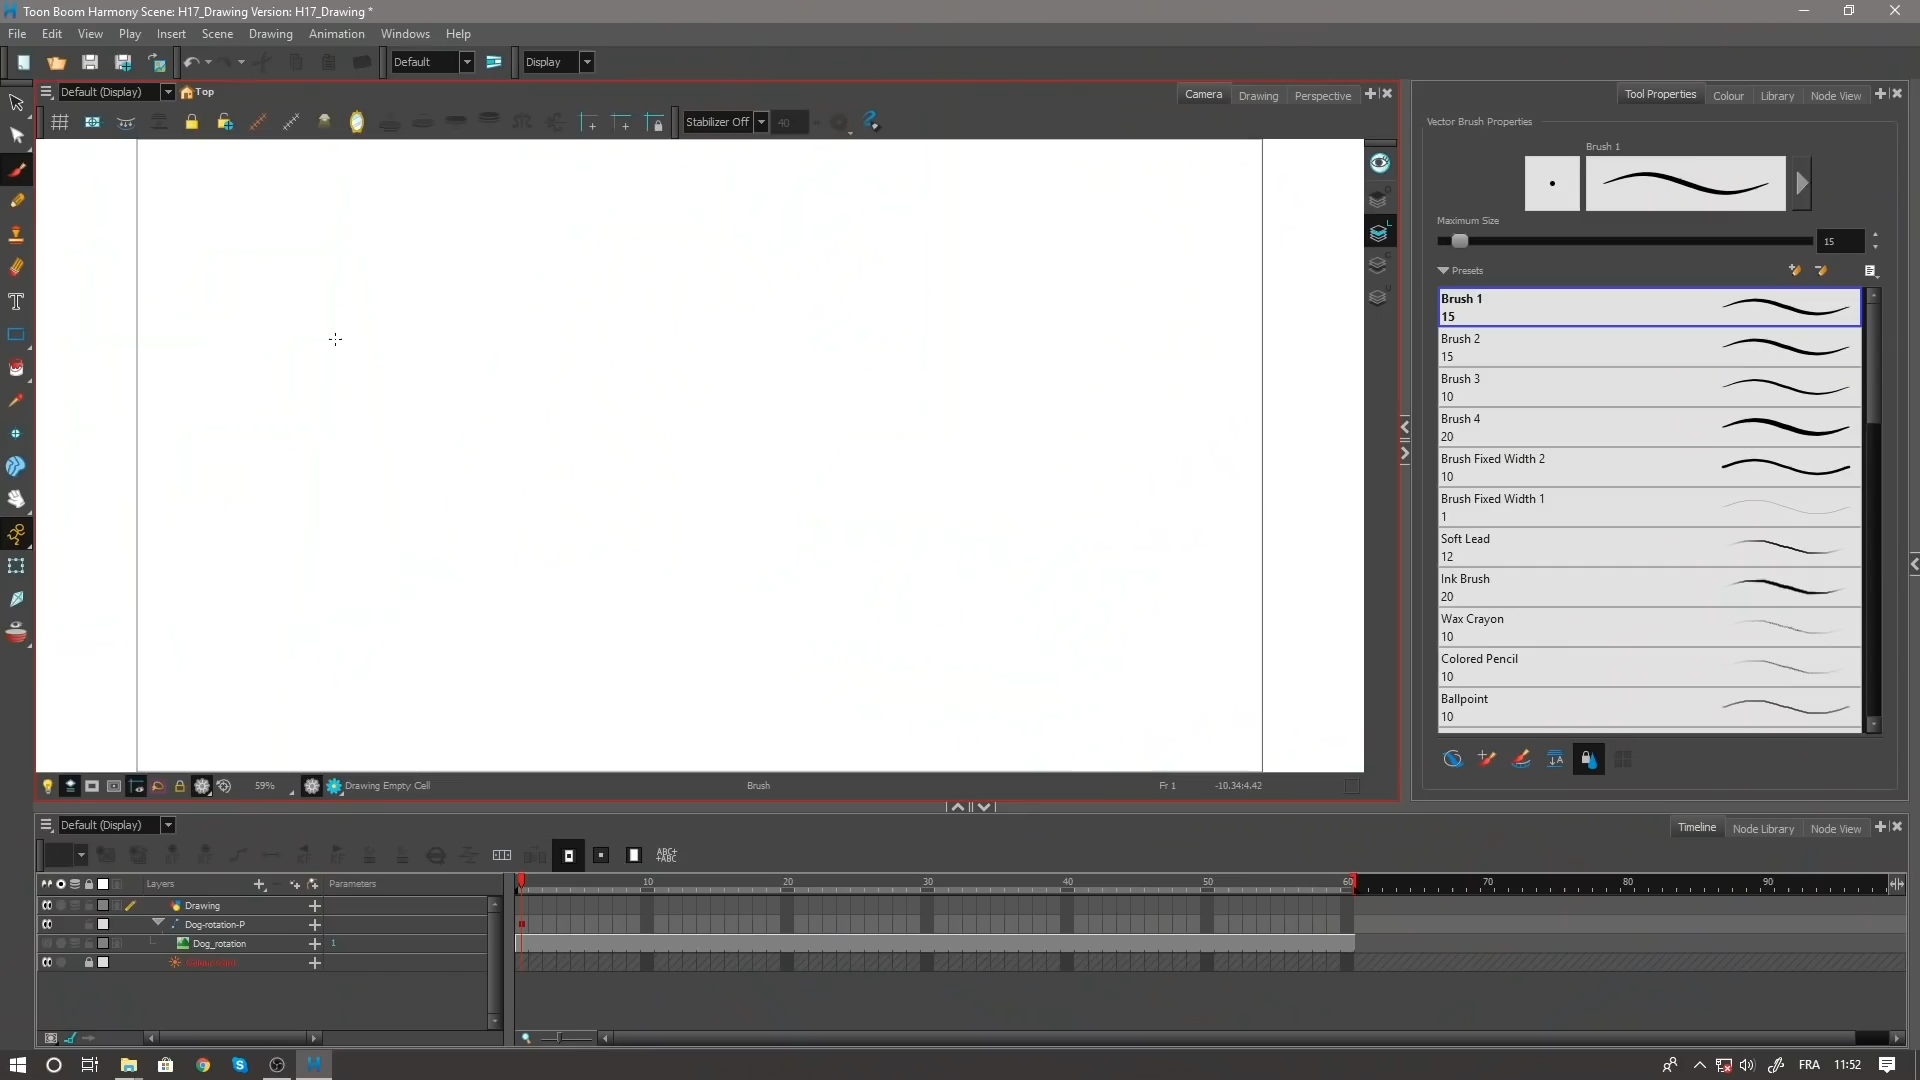 Toon Boom Harmony Scene: H17_Drawing Version: H17_Drawing *
File Edit View Play Insert Scene Drawing Animation Windows Help
Default Display
Default (Display) Top Camera Drawing Perspective
Stabilizer Off 40
Tool Properties Colour Library Node View
Vector Brush Properties
Brush 1
Maximum Size
15
Presets
Brush 1
15
Brush 2
15
Brush 3
10
Brush 4
20
Brush Fixed Width 2
10
Brush Fixed Width 1
1
Soft Lead
12
Ink Brush
20
Wax Crayon
10
Colored Pencil
10
Ballpoint
10
59% Drawing Empty Cell Brush Fr 1 -10.34;4.42
Default (Display) Timeline Node Library Node View
ABC+
+ABC
Layers Parameters 10 20 30 40 50 60 70 80 90
Drawing
Dog-rotation-P
Dog_rotation 1
FRA 11:52